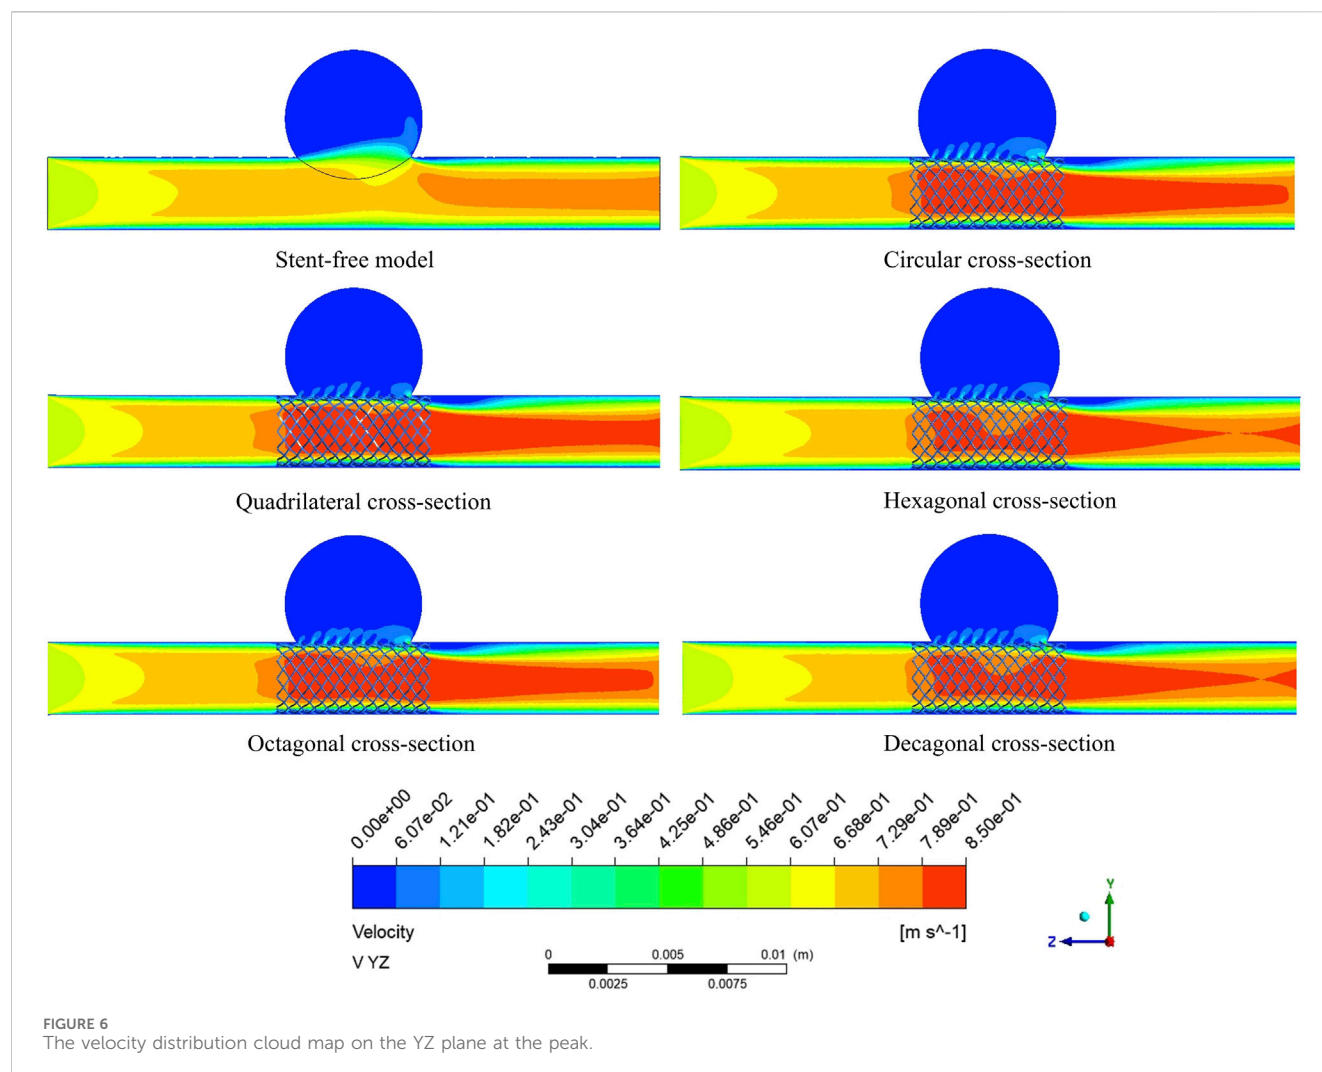 Stent-free model
Circular cross-section
Quadrilateral cross-section
Hexagonal cross-section
Octagonal cross-section
Decagonal cross-section
0.00e+00
6.07e-02
1.21e-01
1.82e-01
2.43e-01
3.04e-01
3.64e-01
4.25e-01
4.86e-01
5.46e-01
6.07e-01
6.68e-01
7.29e-01
7.89e-01
8.50e-01
Velocity
[m s^-1]
V YZ
0 0.005 0.01 (m)
0.0025 0.0075
Y
Z
FIGURE 6
The velocity distribution cloud map on the YZ plane at the peak.